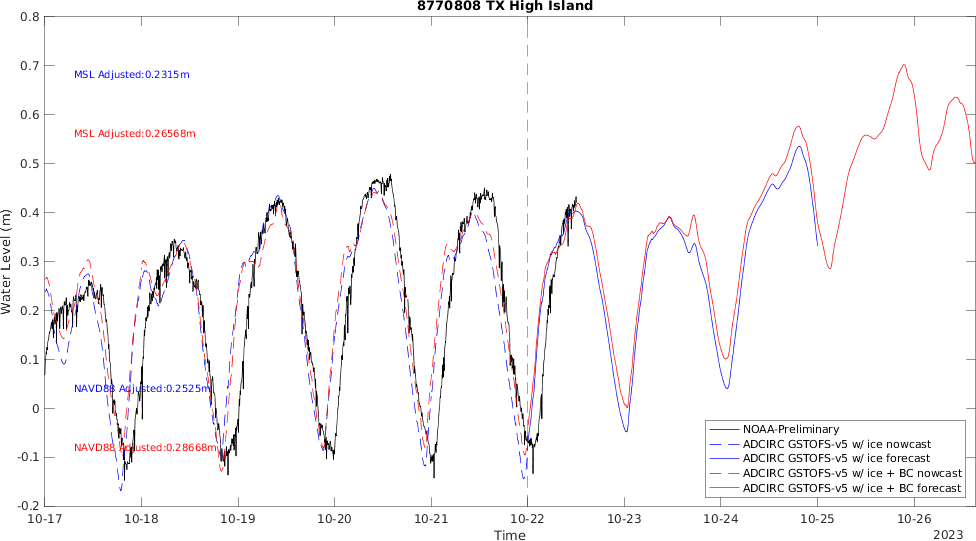 8770808 TX High Island
0.8
0.7
0.6
0.5
0.4
0.3
0.2
0.1
0
-0.1
-0.2
Water Level (m)
MSL Adjusted:0.2315m
MSL Adjusted:0.26568m
NAVD88 Adjusted:0.2525m
NAVD88 Adjusted:0.28668m
NOAA-Preliminary
ADCIRC GSTOFS-v5 w/ ice nowcast
ADCIRC GSTOFS-v5 w/ ice forecast
ADCIRC GSTOFS-v5 w/ ice + BC nowcast
ADCIRC GSTOFS-v5 w/ ice + BC forecast
10-17 10-18 10-19 10-20 10-21 10-22 10-23 10-24 10-25 10-26
Time
2023